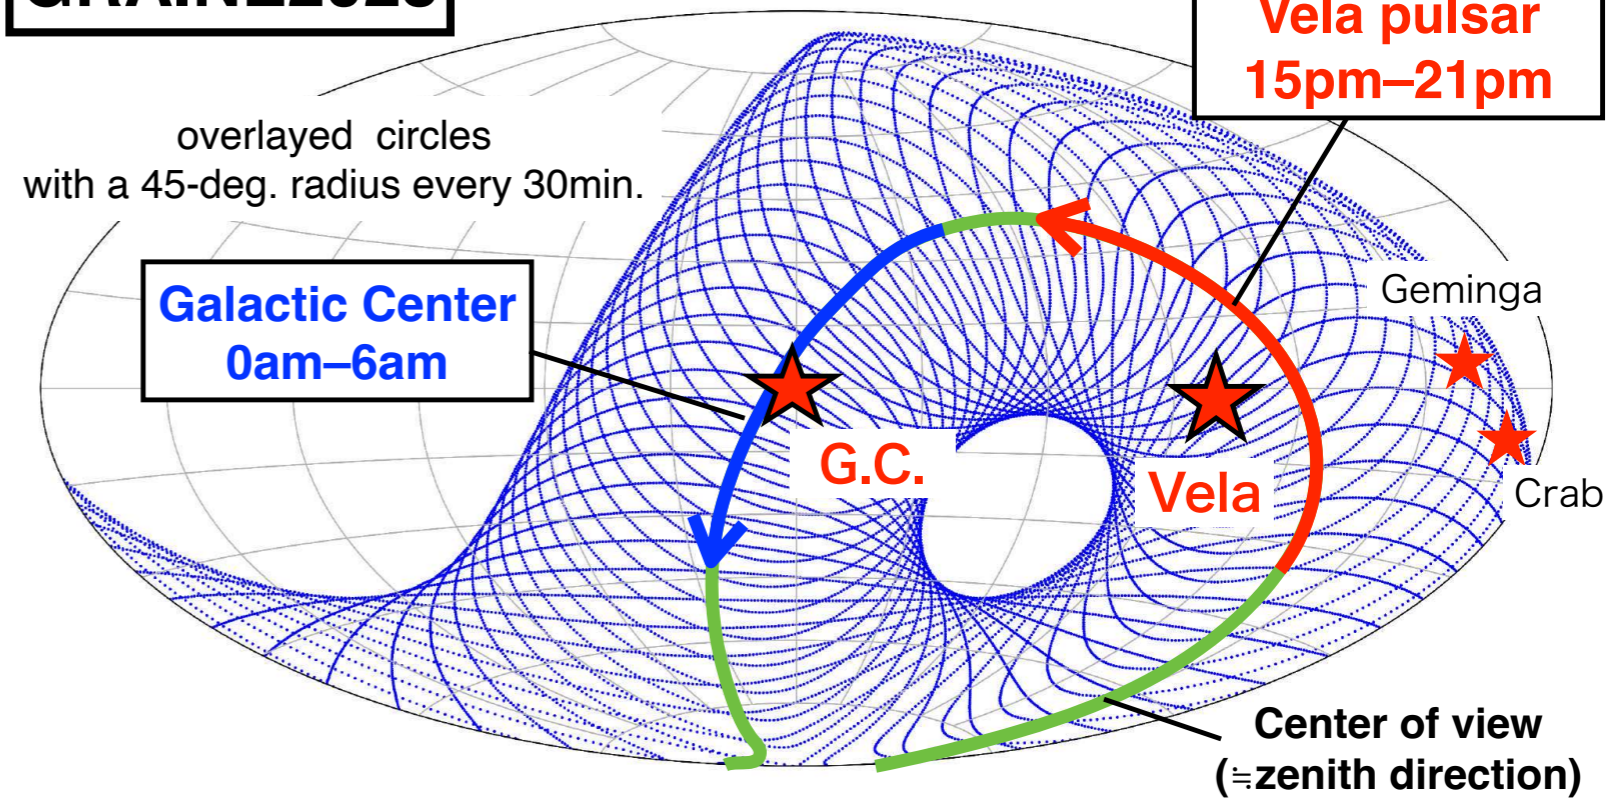 Vela pulsar
15pm–21pm
overlayed circles
with a 45-deg. radius every 30min.
Geminga
Galactic Center
0am–6am
G.C.
Vela
Crab
Center of view
(≒zenith direction)